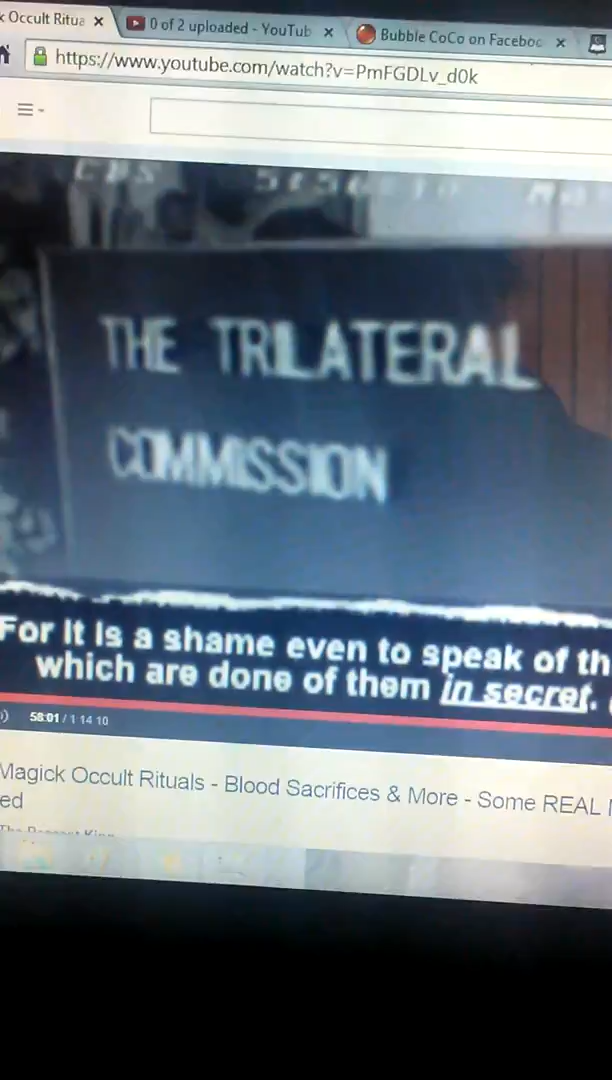 k Occult Ritua
0 of 2 uploaded - YouTub
Bubble CoCo on Faceboc
https://www.youtube.com/watch?v=PmFGDLv_d0k
THE TRILATERAL
COMMISSION
For it is a shame even to speak of th
which are done of them in secret. (
58:01 / 1 14 10
Magick Occult Rituals - Blood Sacrifices & More - Some REAL
ed